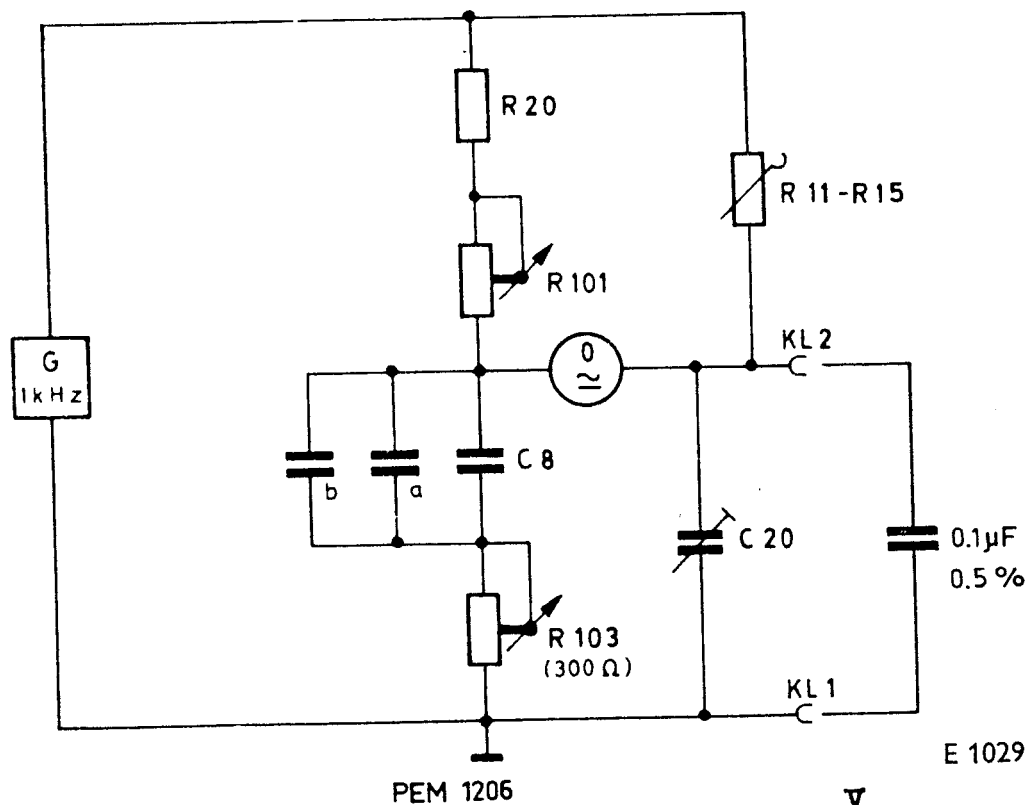 R 20
R 11 - R 15
R 101
KL 2
0
G
1kHz
C 8
b
a
C 20
0.1µF
0.5 %
R 103
(300 Ω)
KL 1
E 1029
PEM 1206
V